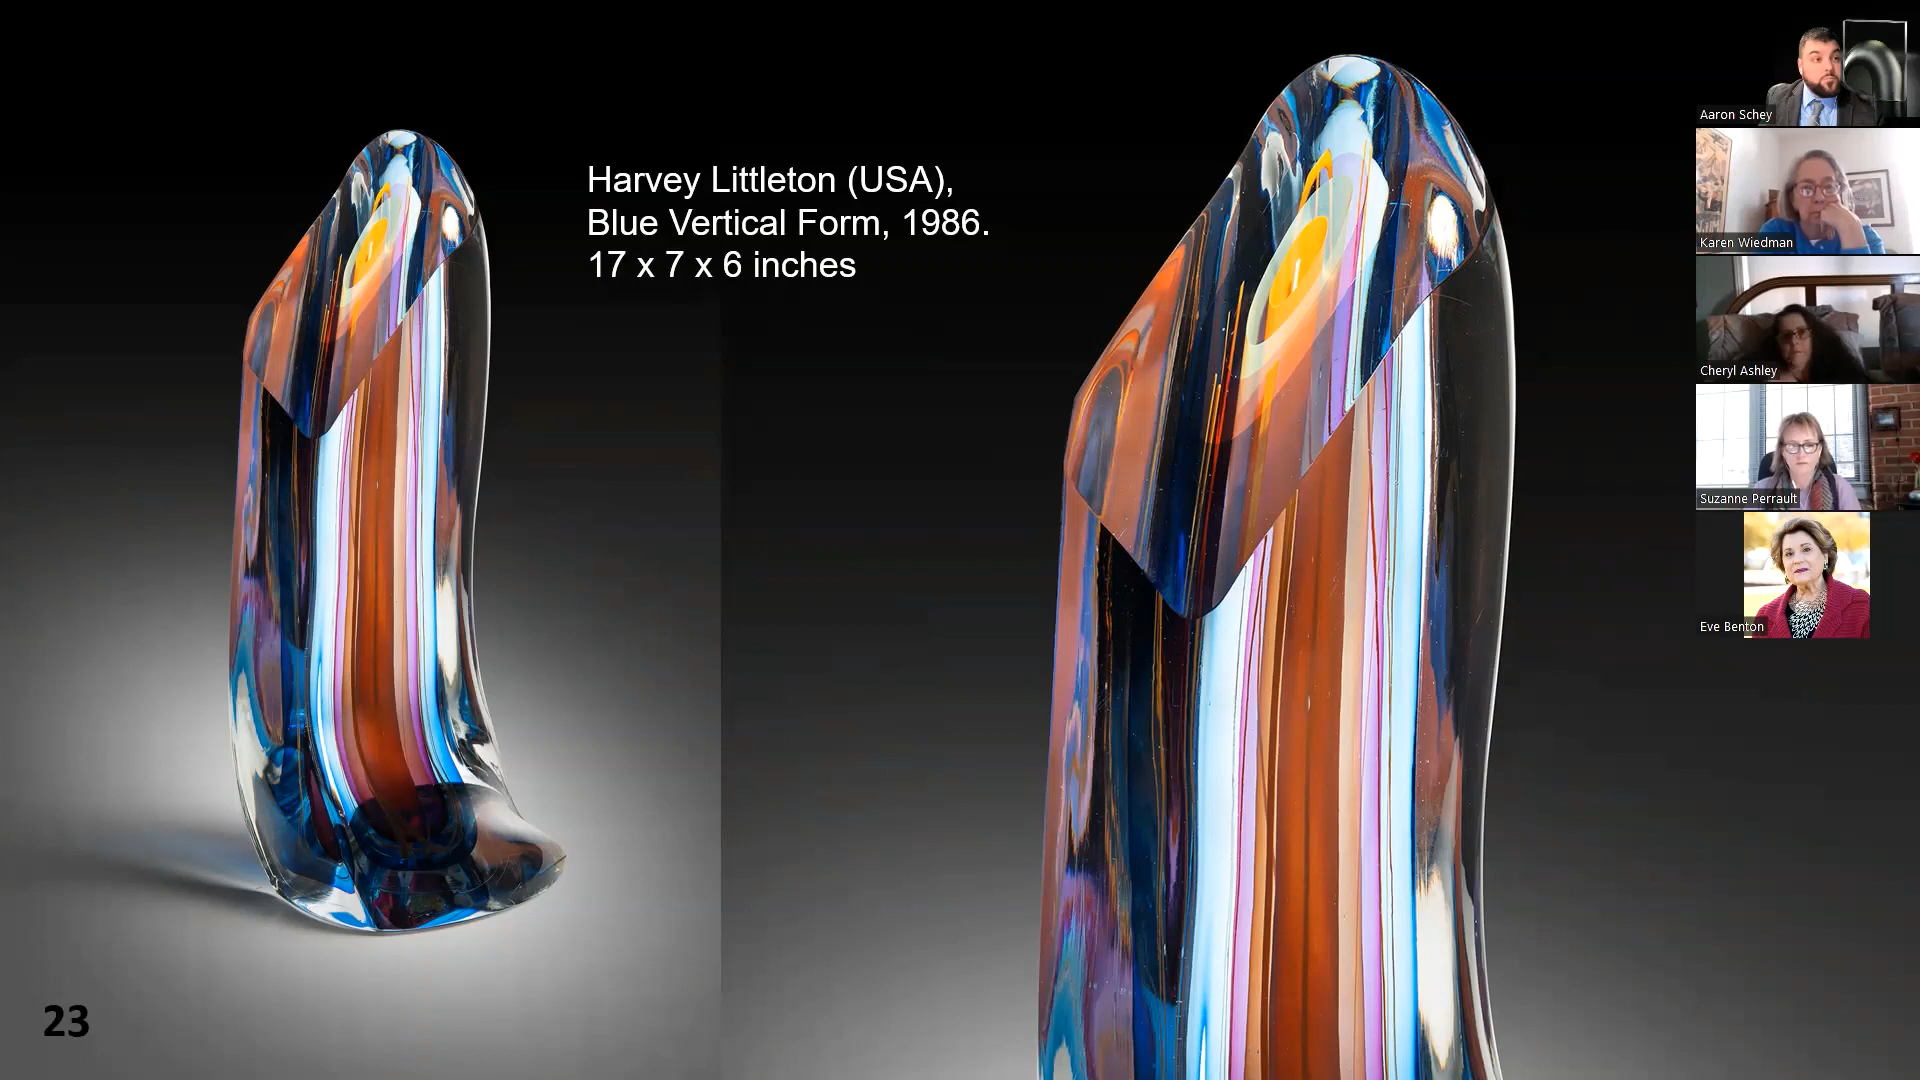 Harvey Littleton (USA),
Blue Vertical Form, 1986.
17 x 7 x 6 inches
23
Aaron Schey
Karen Wiedman
Cheryl Ashley
Suzanne Perrault
Eve Benton